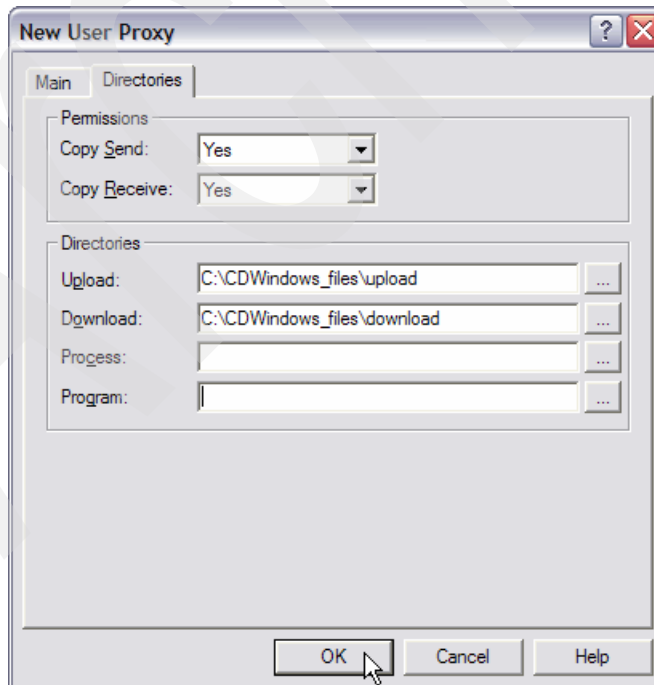 New User Proxy
Main Directories
Permissions
Copy Send: Yes
Copy Receive: Yes
Directories
Upload: C:\CDWindows_files\upload ...
Download: C:\CDWindows_files\download ...
Process: ...
Program: ...
OK Cancel Help